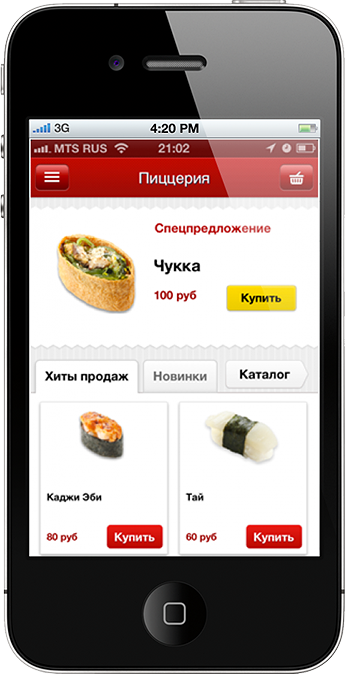 3G 4:20 PM
MTS RUS 21:02
Пиццерия
Спецпредложение
Чукка
100 руб Купить
Хиты продаж Новинки Каталог
Каджи Эби Тай
80 руб Купить 60 руб Купить